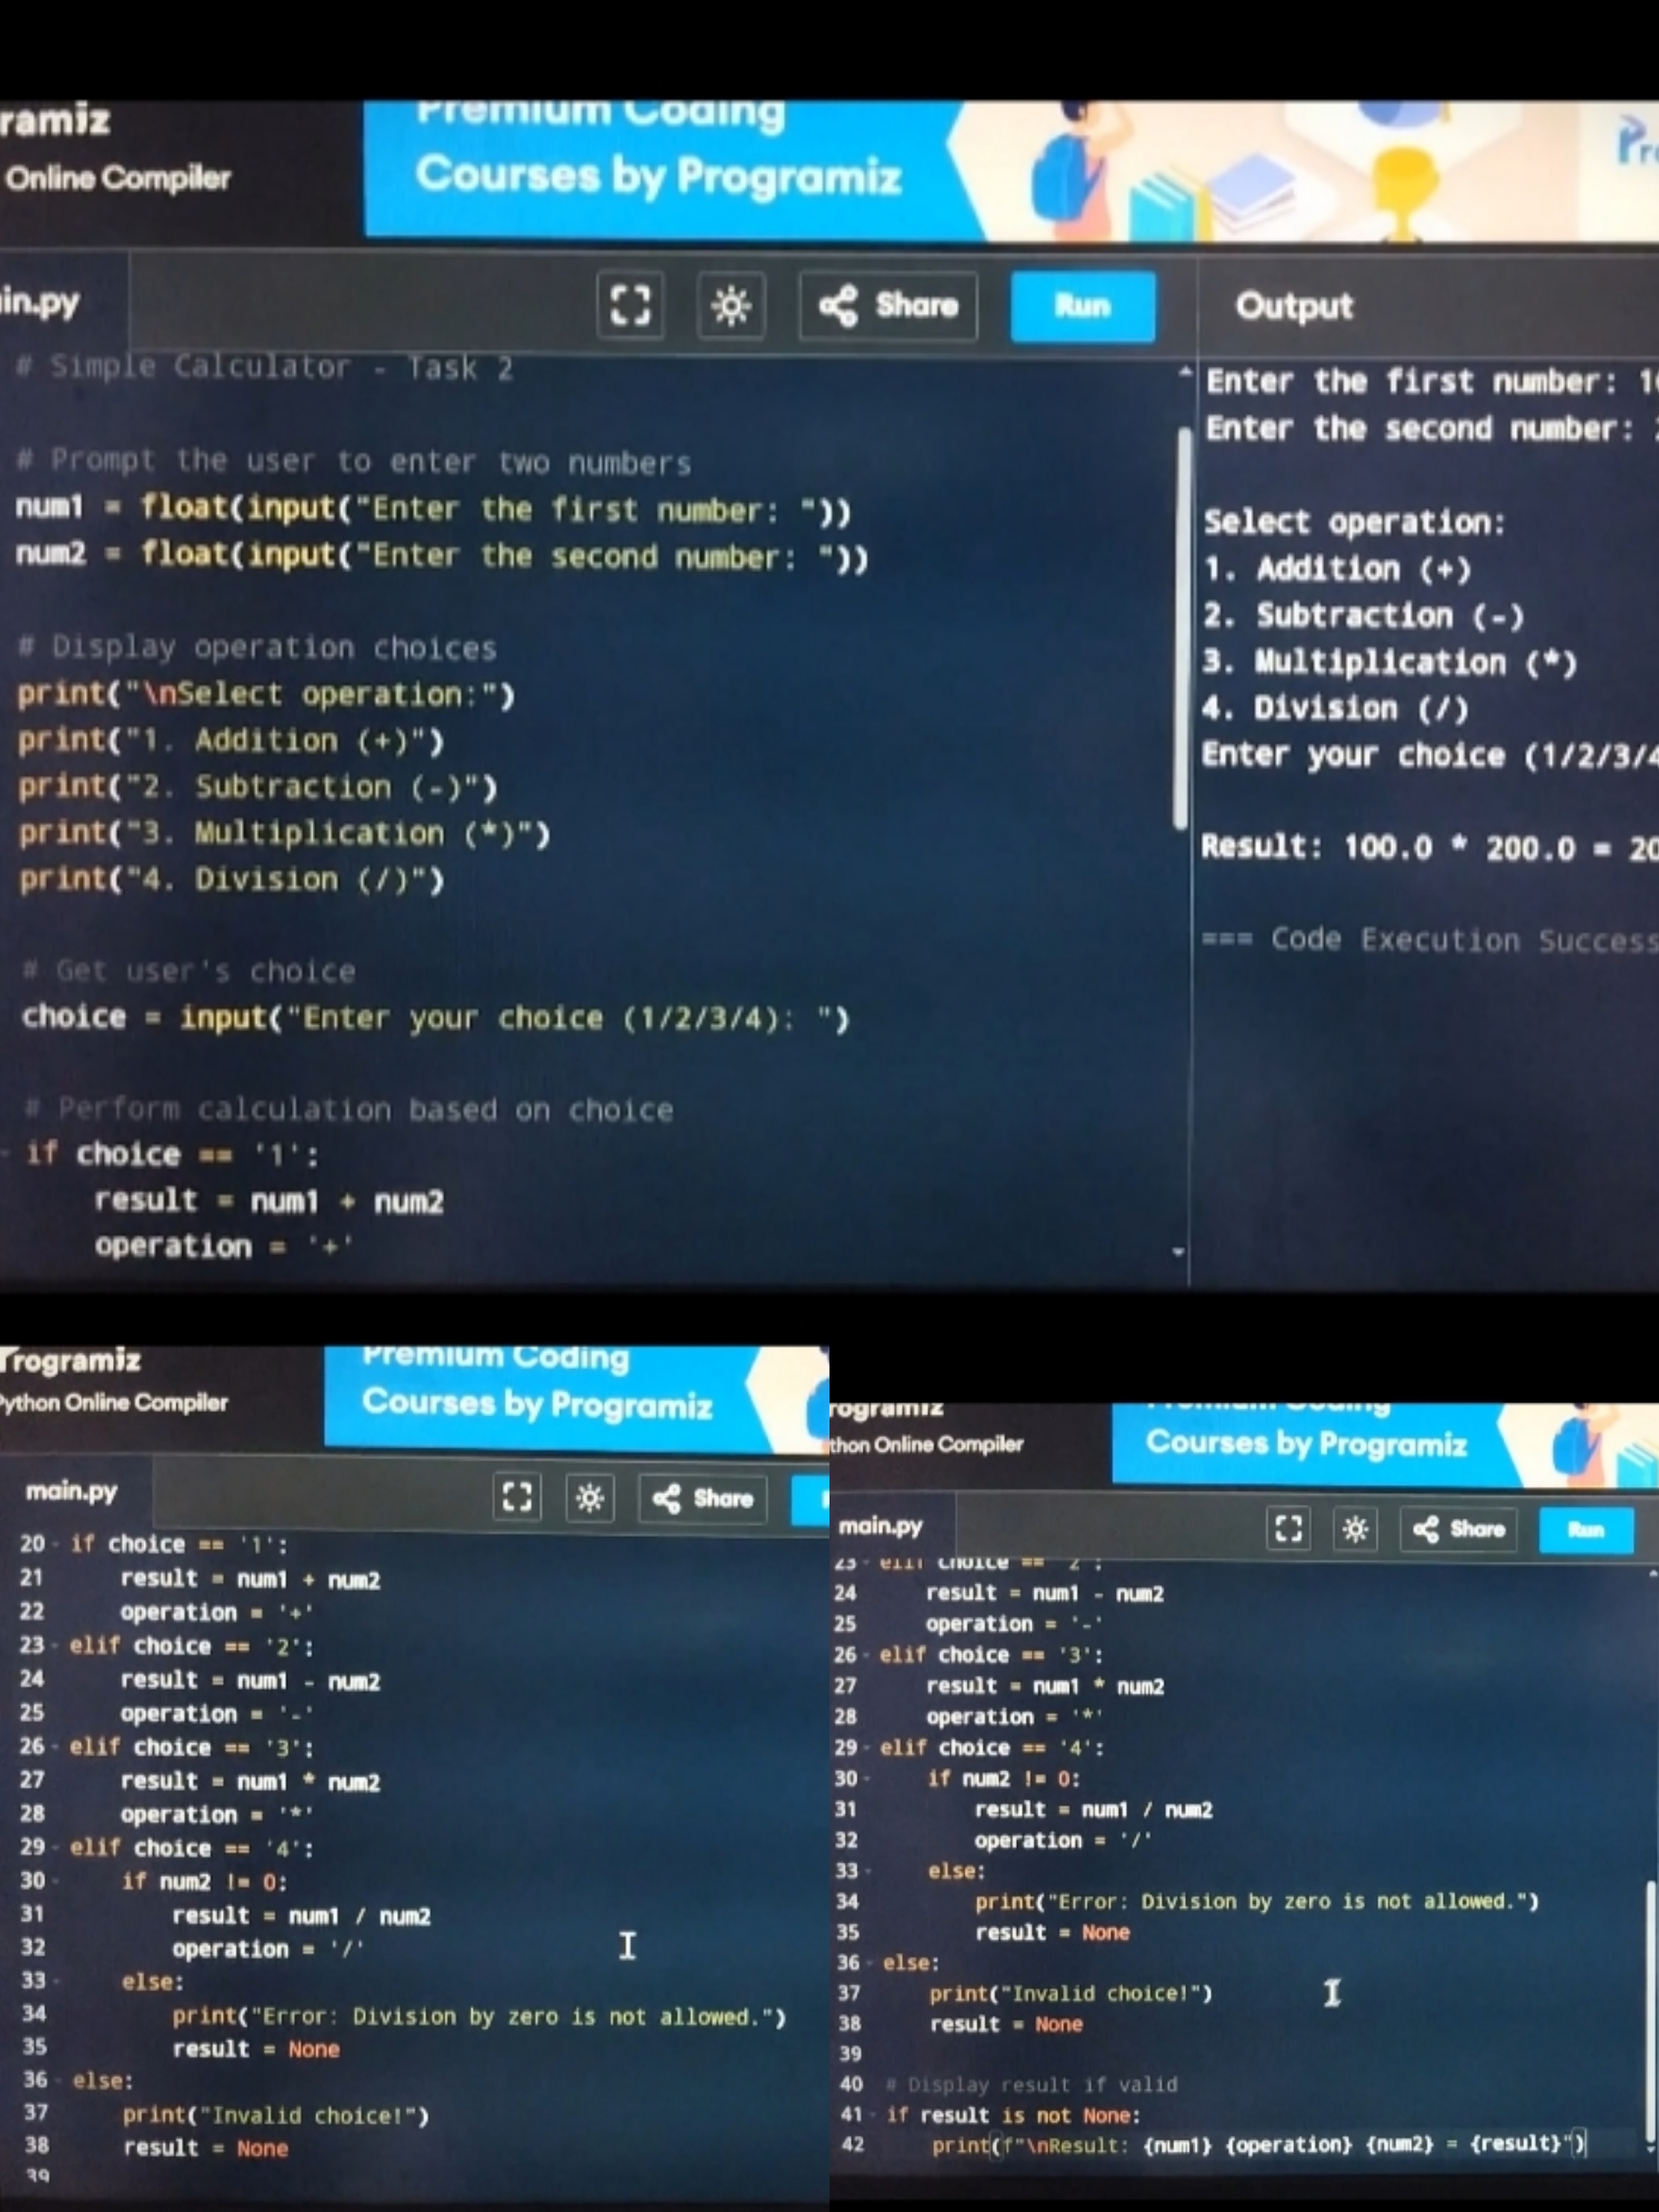 ramiz
Online Compiler
Premium Coding
Courses by Programiz
in.py
Share
Run
Output
# Simple Calculator - Task 2
# Prompt the user to enter two numbers
num1 = float(input("Enter the first number: "))
num2 = float(input("Enter the second number: "))
# Display operation choices
print("\nSelect operation:")
print("1. Addition (+)")
print("2. Subtraction (-)")
print("3. Multiplication (*)")
print("4. Division (/)")
# Get user's choice
choice = input("Enter your choice (1/2/3/4): ")
# Perform calculation based on choice
if choice == '1':
result = num1 + num2
operation = '+'
Enter the first number: 1
Enter the second number:
Select operation:
1. Addition (+)
2. Subtraction (-)
3. Multiplication (*)
4. Division (/)
Enter your choice (1/2/3/4
Result: 100.0 * 200.0 = 20
=== Code Execution Success
rogramiz
Python Online Compiler
Premium Coding
Courses by Programiz
main.py
Share
20 if choice == '1':
21 result = num1 + num2
22 operation = '+'
23 elif choice == '2':
24 result = num1 - num2
25 operation = '-'
26 elif choice == '3':
27 result = num1 * num2
28 operation = '*'
29 elif choice == '4':
30 if num2 != 0:
31 result = num1 / num2
32 operation = '/'
33 else:
34 print("Error: Division by zero is not allowed.")
35 result = None
36 else:
37 print("Invalid choice!")
38 result = None
39
ogramiz
thon Online Compiler
Premium Coding
Courses by Programiz
main.py
Share
Run
23 elif choice == '2':
24 result = num1 - num2
25 operation = '-'
26 elif choice == '3':
27 result = num1 * num2
28 operation = '*'
29 elif choice == '4':
30 if num2 != 0:
31 result = num1 / num2
32 operation = '/'
33 else:
34 print("Error: Division by zero is not allowed.")
35 result = None
36 else:
37 print("Invalid choice!")
38 result = None
39
40 # Display result if valid
41 if result is not None:
42 print(f"\nResult: {num1} {operation} {num2} = {result}")